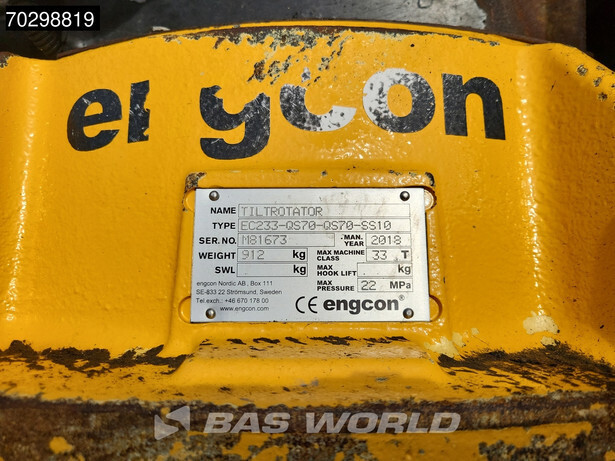 70298819
engcon
NAME TILTROTATOR
TYPE EC233-QS70-QS70-SS10
SER. NO. M81673 MAN. YEAR 2018
WEIGHT 912 kg MAX MACHINE CLASS 33 T
SWL kg MAX HOOK LIFT kg
MAX PRESSURE 22 MPa
engcon Nordic AB, Box 111
SE-833 22 Strömsund, Sweden
Tel.exch.: +46 670 178 00
www.engcon.com
CE engcon®
BAS WORLD